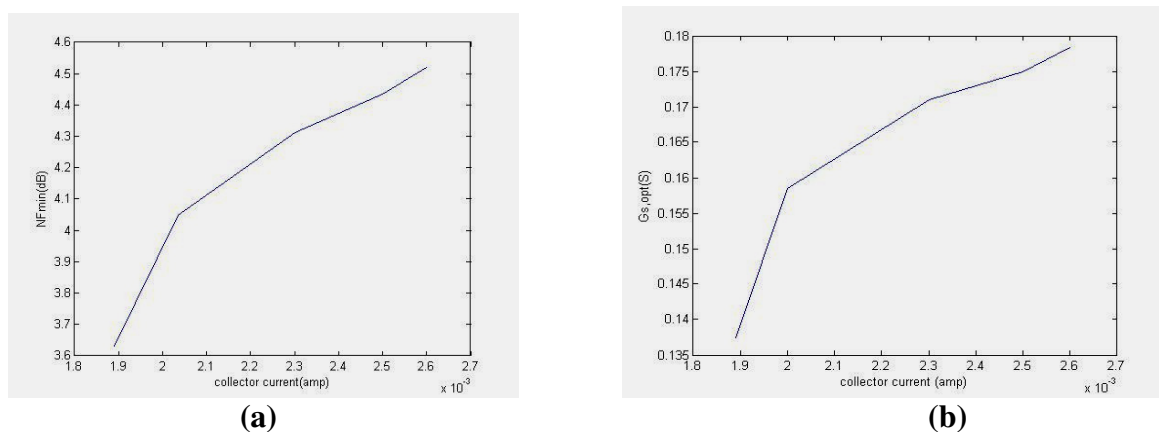 4.6
4.5
4.4
4.3
4.2
4.1
4
3.9
3.8
3.7
3.6
NFmin(dB)
1.8 1.9 2 2.1 2.2 2.3 2.4 2.5 2.6 2.7
collector current(amp)
x 10⁻³
(a)
0.18
0.175
0.17
0.165
0.16
0.155
0.15
0.145
0.14
0.135
Gs,opt(S)
1.8 1.9 2 2.1 2.2 2.3 2.4 2.5 2.6 2.7
collector current (amp)
x 10⁻³
(b)